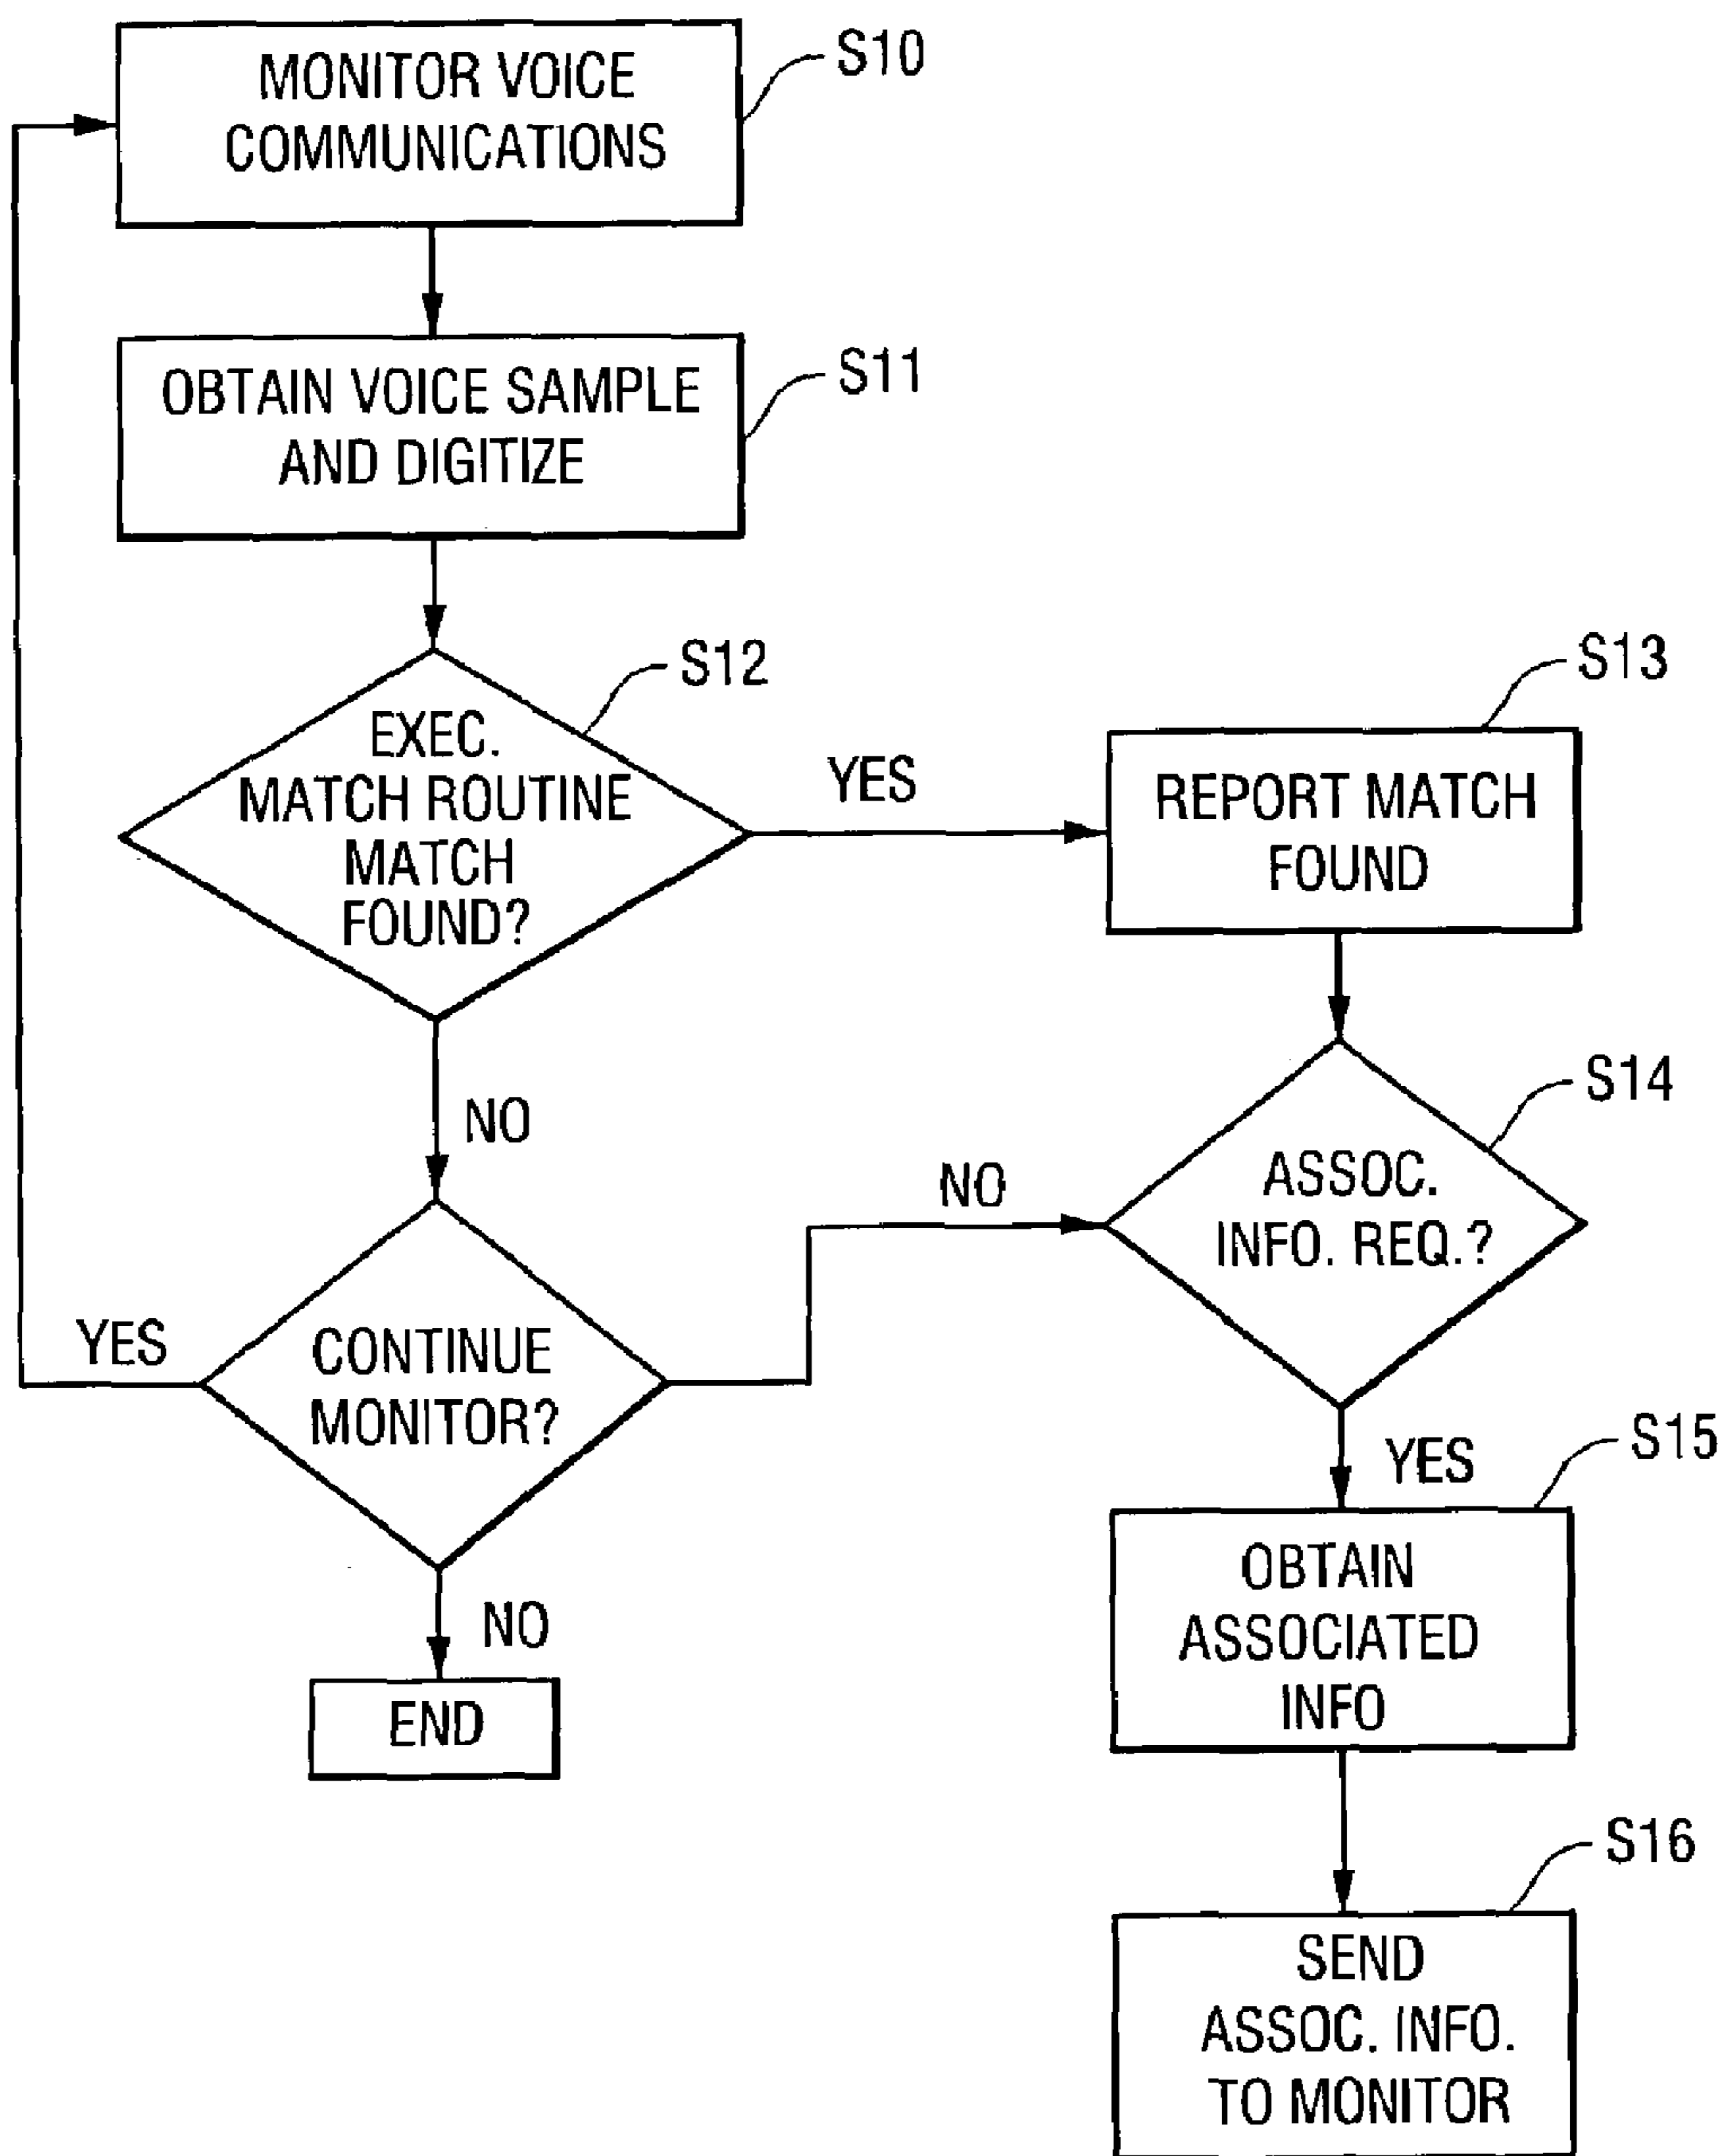 MONITOR VOICE
COMMUNICATIONS
S10
OBTAIN VOICE SAMPLE
AND DIGITIZE
S11
EXEC.
MATCH ROUTINE
MATCH
FOUND?
S12
YES
REPORT MATCH
FOUND
S13
NO
ASSOC.
INFO. REQ.?
S14
NO
CONTINUE
MONITOR?
YES
NO
END
YES
OBTAIN
ASSOCIATED
INFO
S15
SEND
ASSOC. INFO.
TO MONITOR
S16